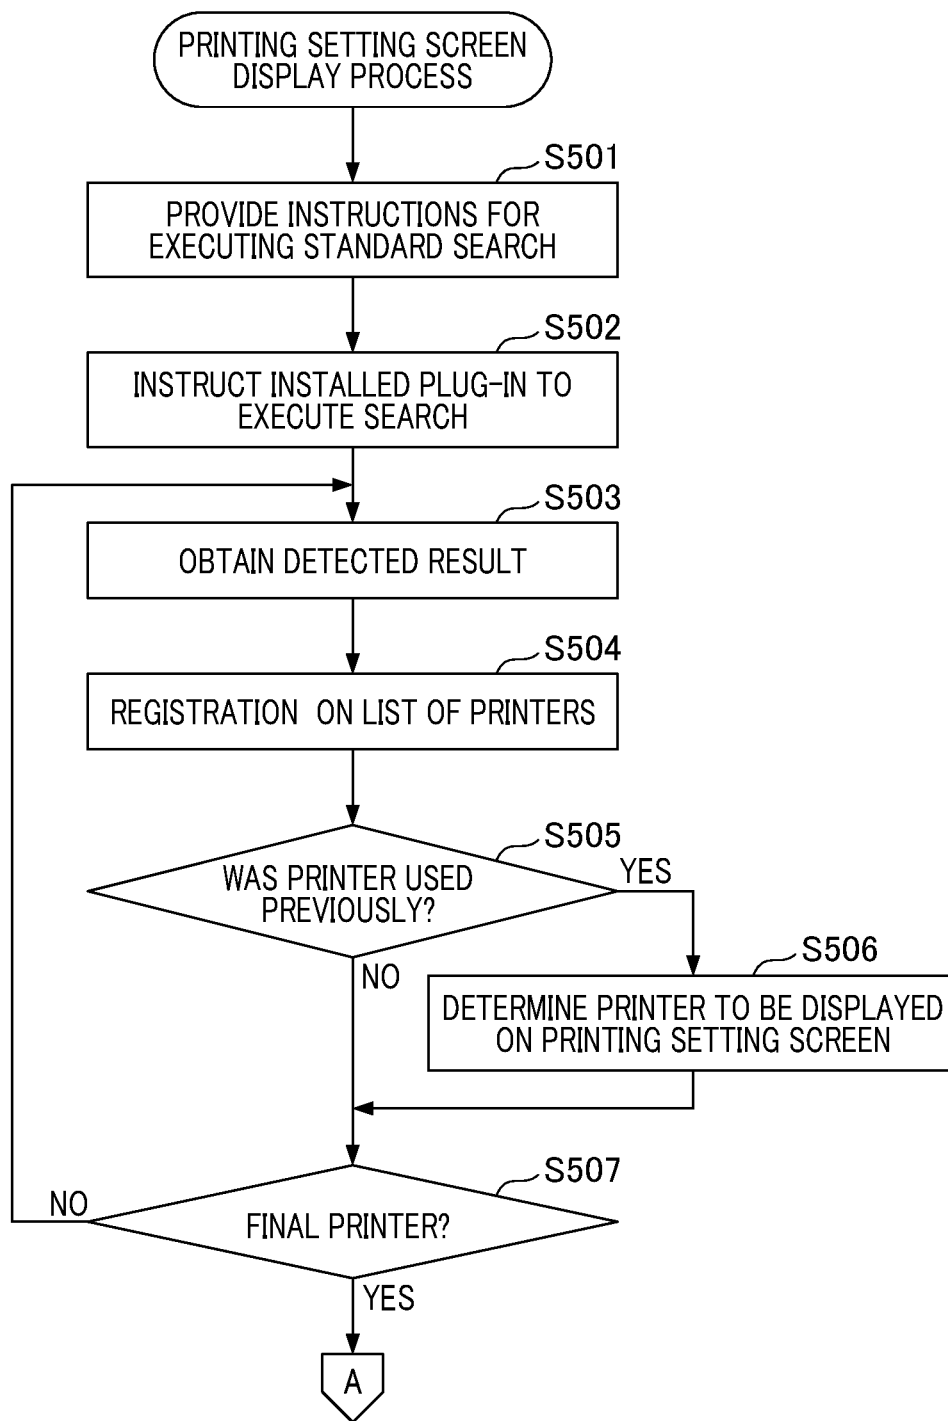 PRINTING SETTING SCREEN
DISPLAY PROCESS
S501
PROVIDE INSTRUCTIONS FOR
EXECUTING STANDARD SEARCH
S502
INSTRUCT INSTALLED PLUG-IN TO
EXECUTE SEARCH
S503
OBTAIN DETECTED RESULT
S504
REGISTRATION ON LIST OF PRINTERS
S505
WAS PRINTER USED
PREVIOUSLY?
YES
NO
S506
DETERMINE PRINTER TO BE DISPLAYED
ON PRINTING SETTING SCREEN
S507
FINAL PRINTER?
NO
YES
A